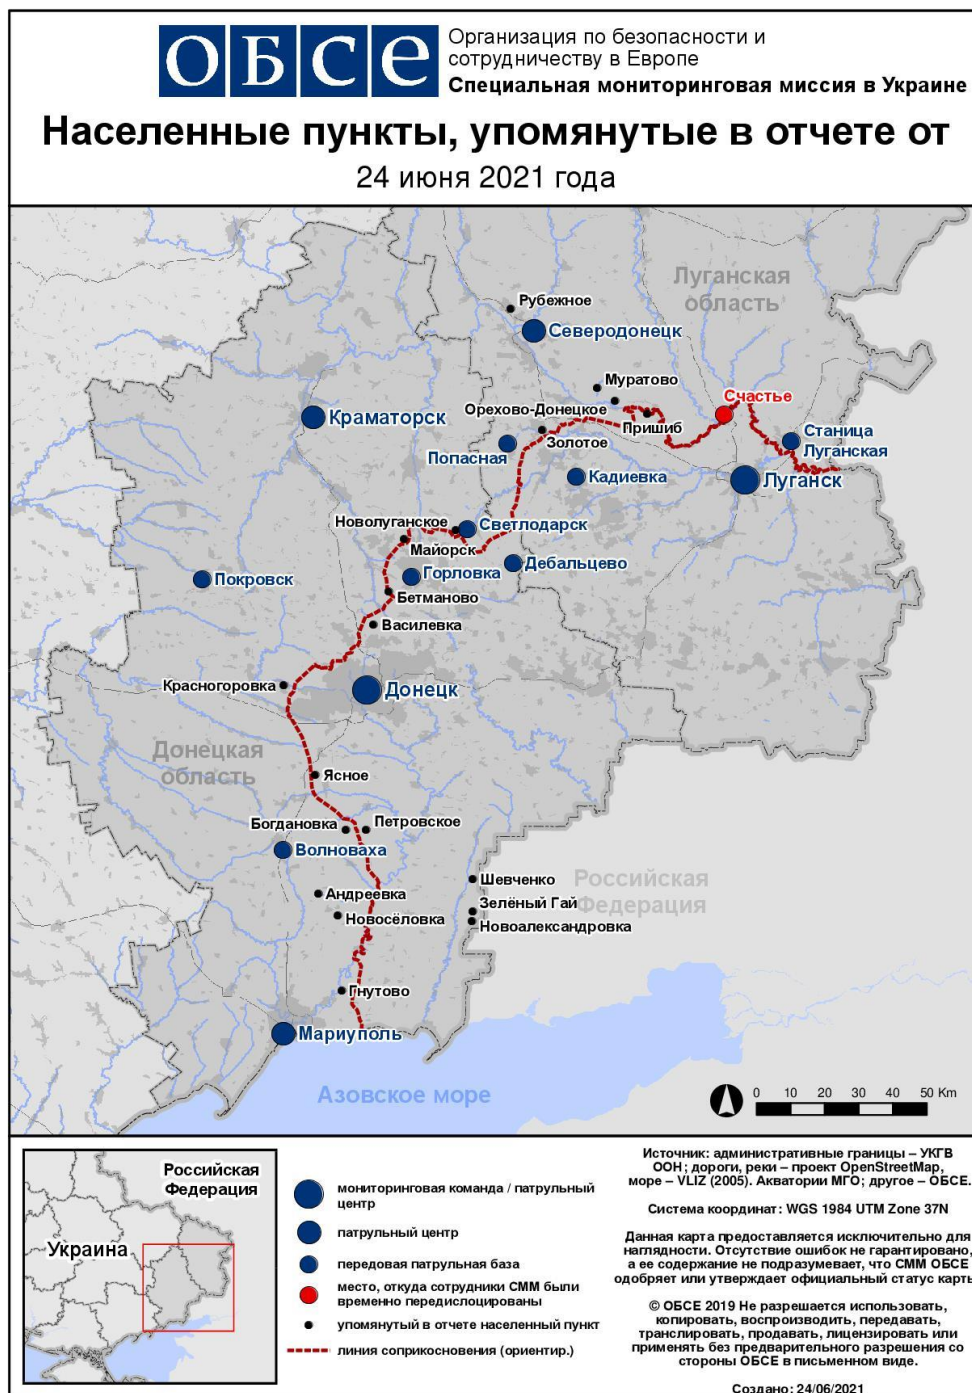 ОБСЕ
Организация по безопасности и
сотрудничеству в Европе
Специальная мониторинговая миссия в Украине
Населенные пункты, упомянутые в отчете от
24 июня 2021 года
Луганская
область
Рубежное
Северодонецк
Муратово
Счастье
Орехово-Донецкое
Краматорск
Пришиб
Станица
Луганская
Золотое
Попасная
Кадиевка
Луганск
Новолуганское
Светлодарск
Майорск
Дебальцево
Горловка
Покровск
Бетманово
Василевка
Красногоровка
Донецк
Донецкая
область
Ясное
Богдановка
Петровское
Волноваха
Шевченко
Российская
Федерация
Андреевка
Зелёный Гай
Новосёловка
Новоалександровка
Гнутово
Мариуполь
Азовское море
0 10 20 30 40 50 Km
Российская
Федерация
Украина
мониторинговая команда / патрульный
центр
патрульный центр
передовая патрульная база
место, откуда сотрудники СММ были
временно передислоцированы
упомянутый в отчете населенный пункт
линия соприкосновения (ориентир.)
Источник: административные границы – УКГВ
ООН; дороги, реки – проект OpenStreetMap,
море – VLIZ (2005). Акватории МГО; другое – ОБСЕ.
Система координат: WGS 1984 UTM Zone 37N
Данная карта предоставляется исключительно для
наглядности. Отсутствие ошибок не гарантировано,
а ее содержание не подразумевает, что СММ ОБСЕ
одобряет или утверждает официальный статус карты
© ОБСЕ 2019 Не разрешается использовать,
копировать, воспроизводить, передавать,
транслировать, продавать, лицензировать или
применять без предварительного разрешения со
стороны ОБСЕ в письменном виде.
Создано: 24/06/2021